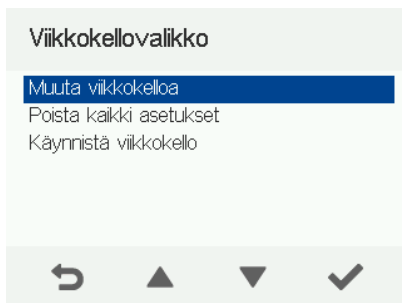 Viikkokellovalikko
Muuta viikkokelloa
Poista kaikki asetukset
Käynnistä viikkokello